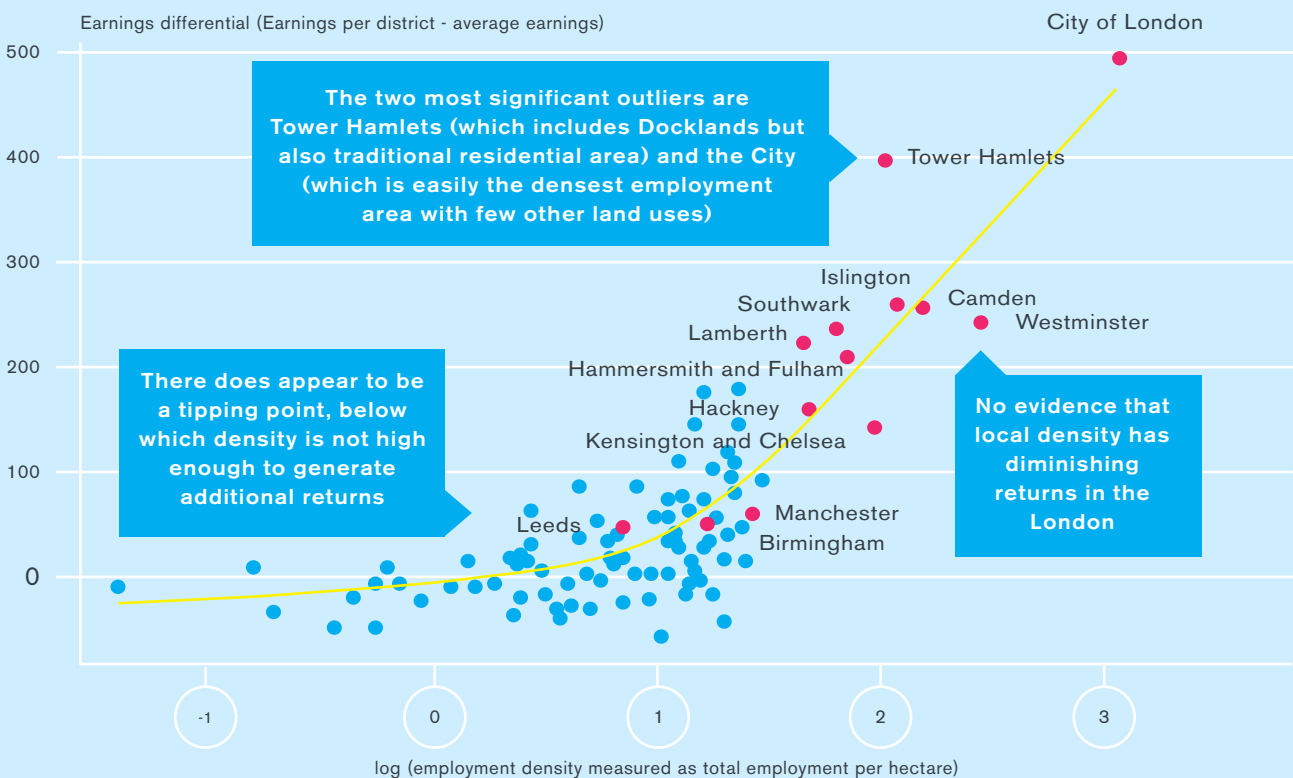 Earnings differential (Earnings per district - average earnings)
City of London
500
The two most significant outliers are
Tower Hamlets (which includes Docklands but
also traditional residential area) and the City
(which is easily the densest employment
area with few other land uses)
400
Tower Hamlets
300
Islington
Southwark
Camden
Lamberth
Westminster
200
Hammersmith and Fulham
There does appear to be
a tipping point, below
which density is not high
enough to generate
additional returns
Hackney
Kensington and Chelsea
No evidence that
local density has
diminishing
returns in the
London
100
Leeds
Manchester
Birmingham
0
-1
0
1
2
3
log (employment density measured as total employment per hectare)